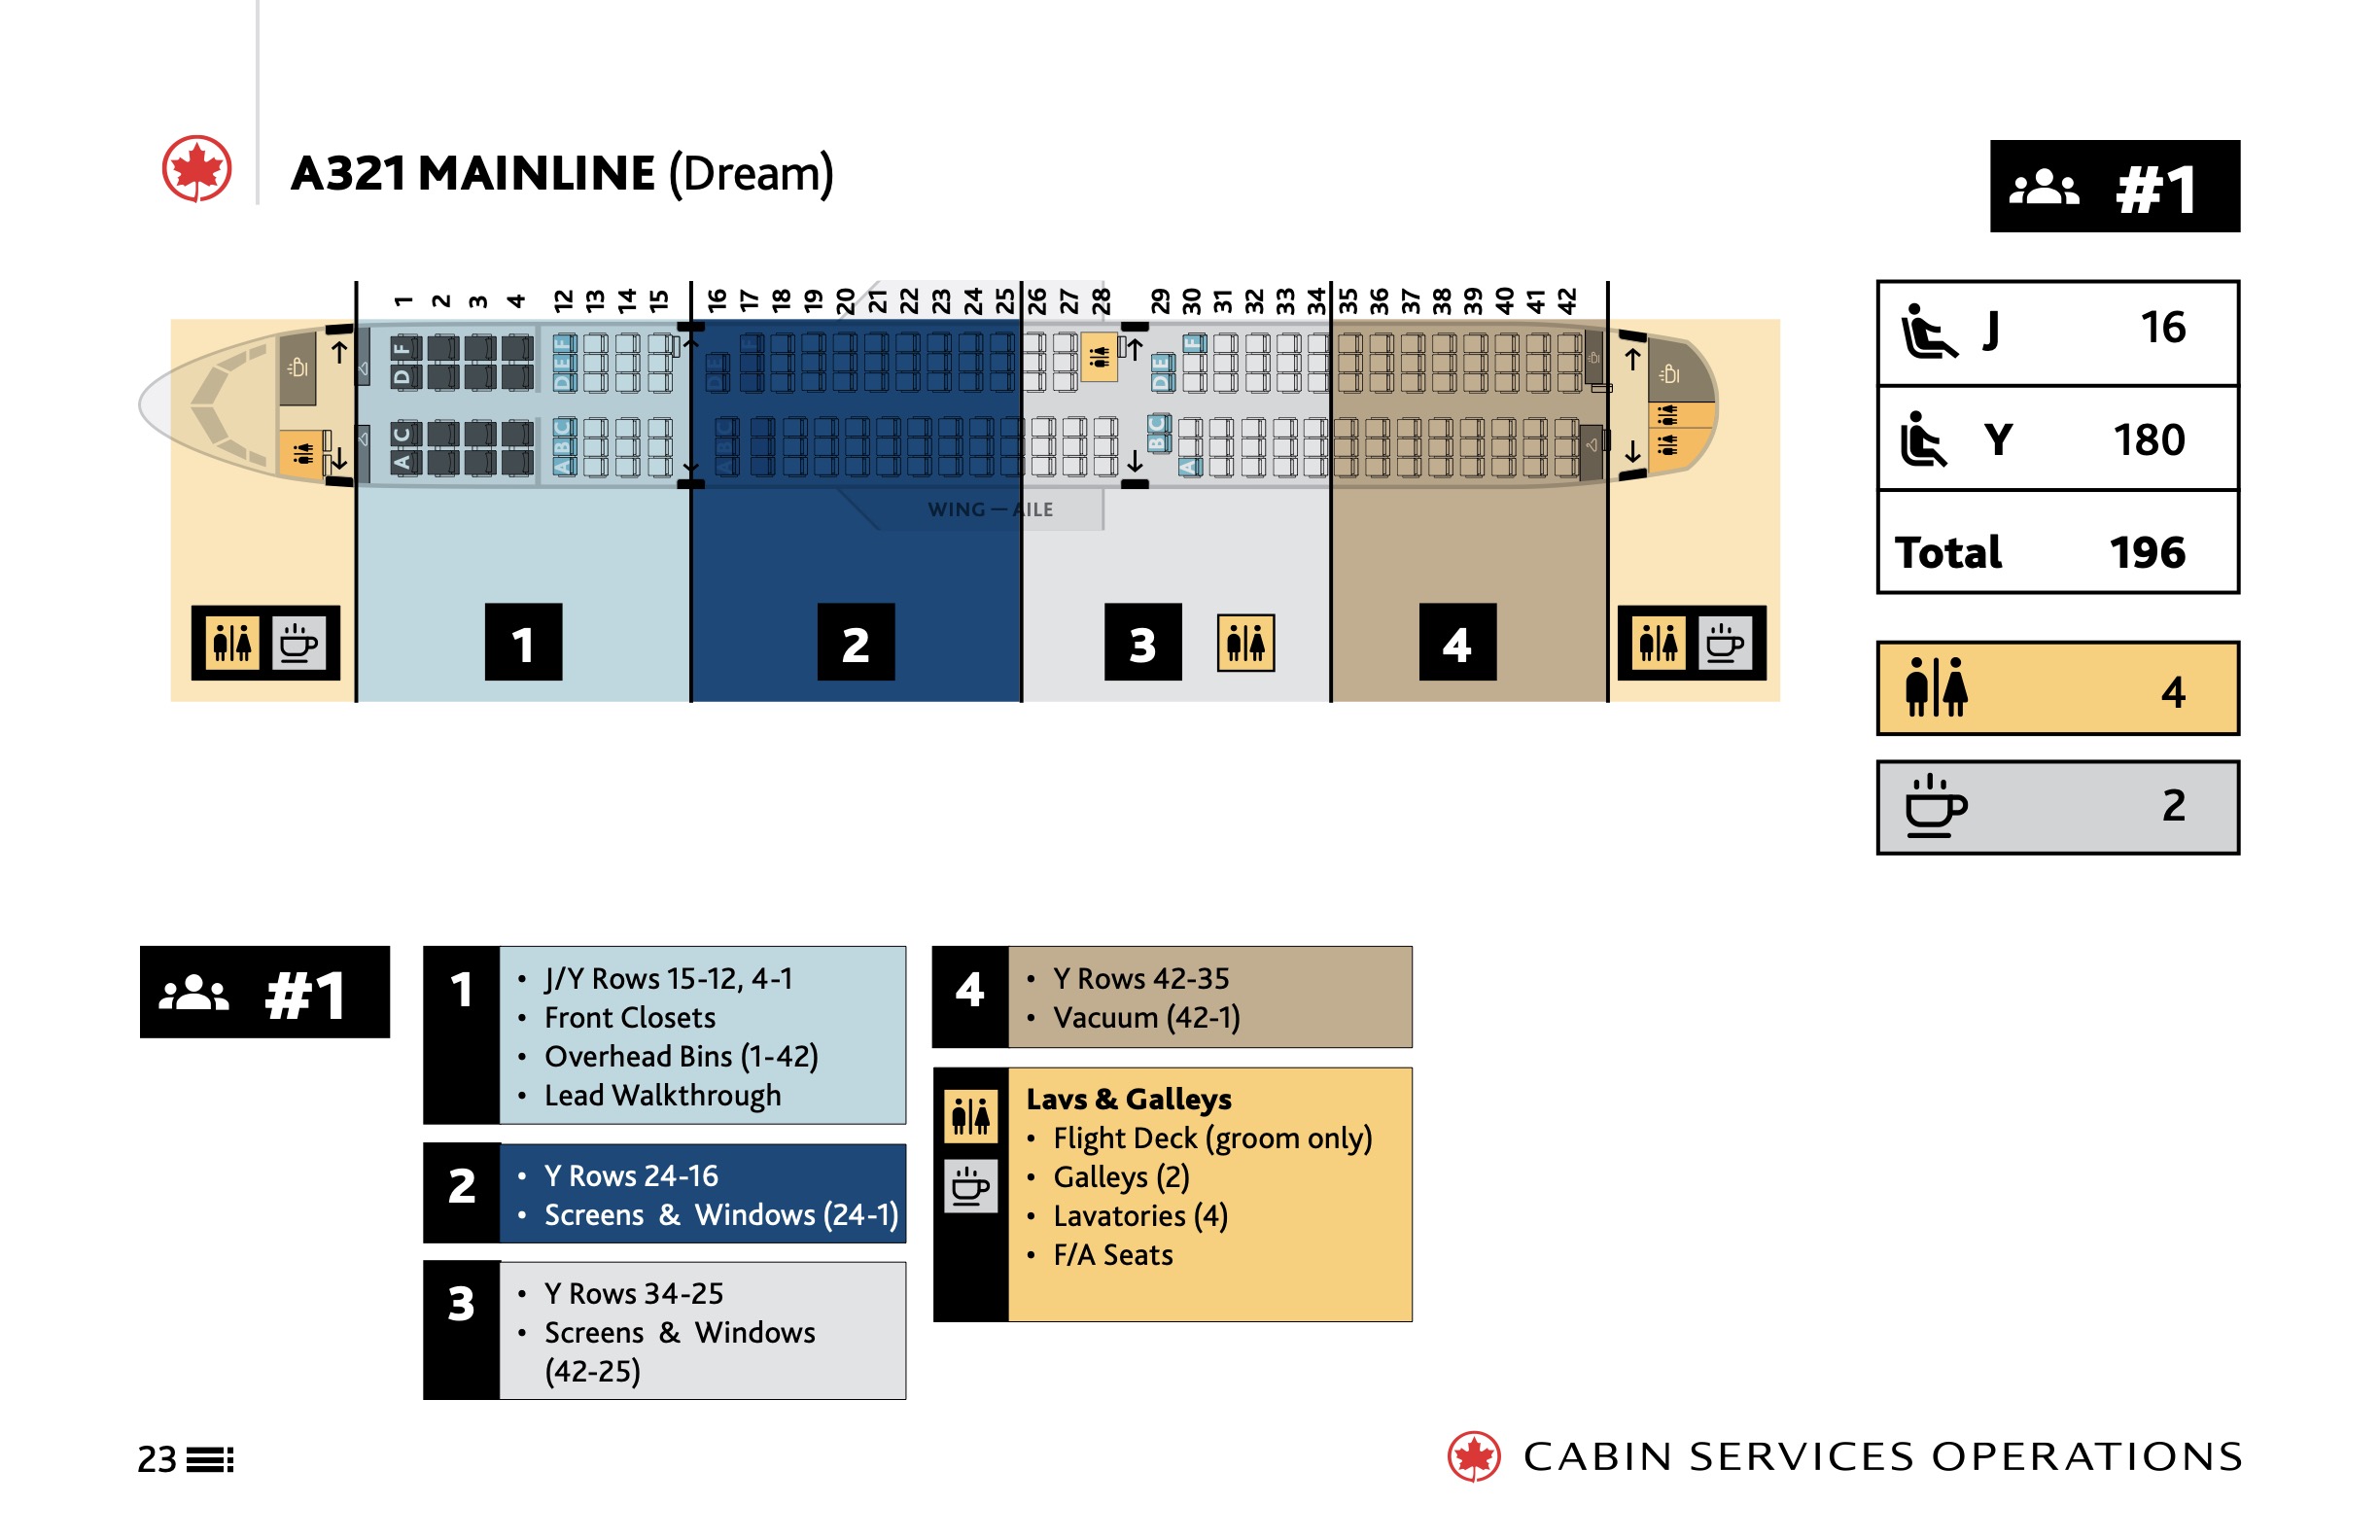 A321 MAINLINE (Dream)
#1
1 2 3 4 12 13 14 15 16 17 18 19 20 21 22 23 24 25 26 27 28 29 30 31 32 33 34 35 36 37 38 39 40 41 42
F
D
C
A
DEF
ABC
DE
F
ABC
DE
F
BC
A
WING — AILE
1
2
3
4
J 16
Y 180
Total 196
4
2
#1
1
• J/Y Rows 15-12, 4-1
• Front Closets
• Overhead Bins (1-42)
• Lead Walkthrough
2
• Y Rows 24-16
• Screens & Windows (24-1)
3
• Y Rows 34-25
• Screens & Windows
(42-25)
4
• Y Rows 42-35
• Vacuum (42-1)
Lavs & Galleys
• Flight Deck (groom only)
• Galleys (2)
• Lavatories (4)
• F/A Seats
23
CABIN SERVICES OPERATIONS